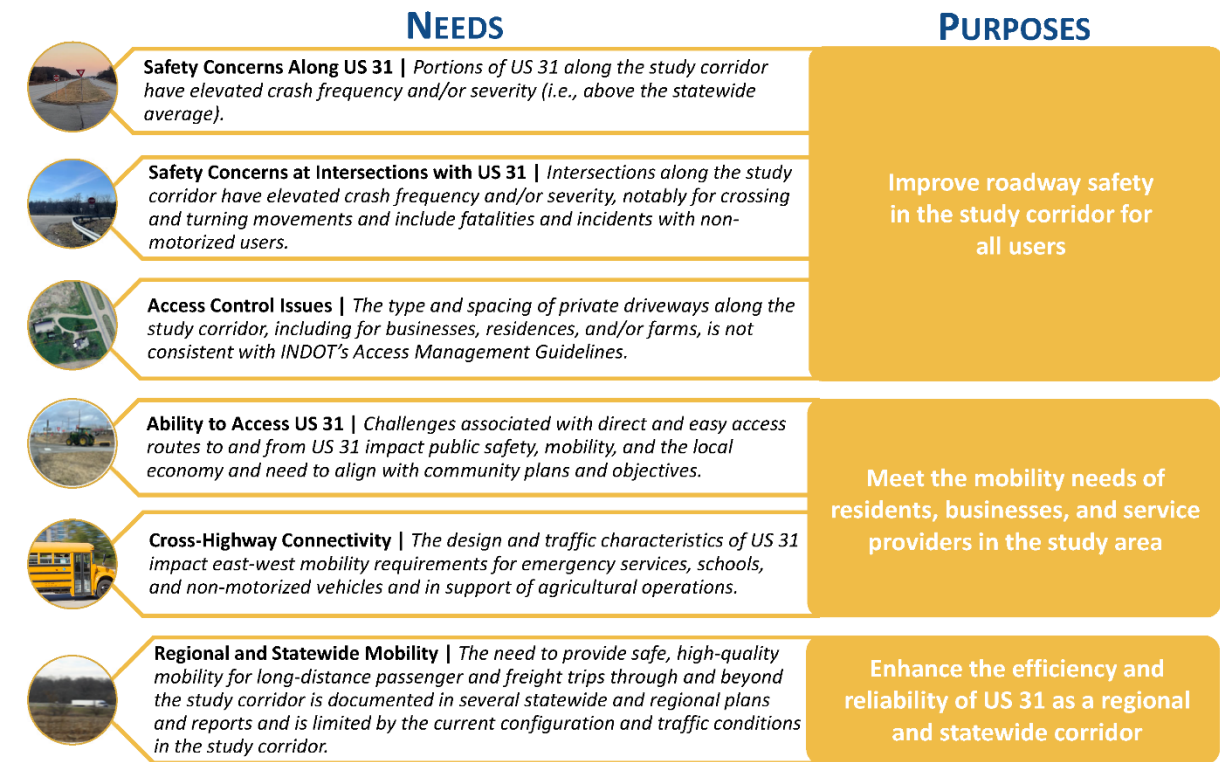 NEEDS
PURPOSES
Safety Concerns Along US 31 | Portions of US 31 along the study corridor
have elevated crash frequency and/or severity (i.e., above the statewide
average).
Safety Concerns at Intersections with US 31 | Intersections along the study
corridor have elevated crash frequency and/or severity, notably for crossing
and turning movements and include fatalities and incidents with non-
motorized users.
Access Control Issues | The type and spacing of private driveways along the
study corridor, including for businesses, residences, and/or farms, is not
consistent with INDOT’s Access Management Guidelines.
Improve roadway safety
in the study corridor for
all users
Ability to Access US 31 | Challenges associated with direct and easy access
routes to and from US 31 impact public safety, mobility, and the local
economy and need to align with community plans and objectives.
Cross-Highway Connectivity | The design and traffic characteristics of US 31
impact east-west mobility requirements for emergency services, schools,
and non-motorized vehicles and in support of agricultural operations.
Meet the mobility needs of
residents, businesses, and service
providers in the study area
Regional and Statewide Mobility | The need to provide safe, high-quality
mobility for long-distance passenger and freight trips through and beyond
the study corridor is documented in several statewide and regional plans
and reports and is limited by the current configuration and traffic conditions
in the study corridor.
Enhance the efficiency and
reliability of US 31 as a regional
and statewide corridor